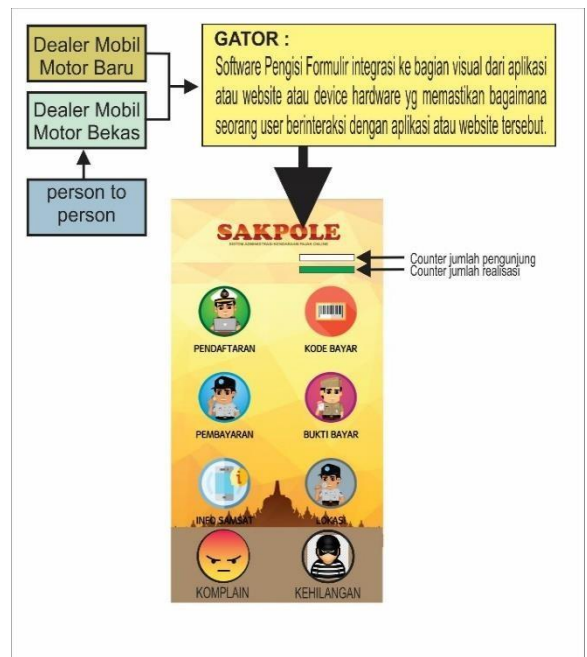 Dealer Mobil
Motor Baru
Dealer Mobil
Motor Bekas
person to
person
GATOR :
Software Pengisi Formulir integrasi ke bagian visual dari aplikasi
atau website atau device hardware yg memastikan bagaimana
seorang user berinteraksi dengan aplikasi atau website tersebut.
SAKPOLE
Counter jumlah pengunjung
Counter jumlah realisasi
PENDAFTARAN
KODE BAYAR
PEMBAYARAN
BUKTI BAYAR
INFO SAMSAT
LOKASI
KOMPLAIN
KEHILANGAN